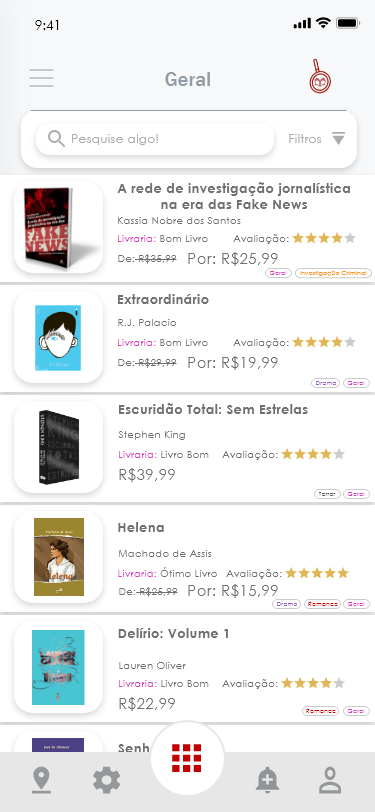 9:41
Geral
Pesquise algo!
Filtros
A rede de investigação jornalística
na era das Fake News
Kassia Nobre dos Santos
Livraria: Bom Livro Avaliação:
De: R$35,99 Por: R$25,99
Geral Investigação Criminal
FAKE
NEWS
Extraordinário
R.J. Palacio
Livraria: Bom Livro Avaliação:
De: R$29,99 Por: R$19,99
Drama Geral
Escuridão Total: Sem Estrelas
Stephen King
Livraria: Livro Bom Avaliação:
R$39,99
Terror Geral
Helena
Machado de Assis
Livraria: Ótimo Livro Avaliação:
De: R$25,99 Por: R$15,99
Drama Romance Geral
Helena
Delírio: Volume 1
Lauren Oliver
Livraria: Livro Bom Avaliação:
R$22,99
Romance Geral
Senh